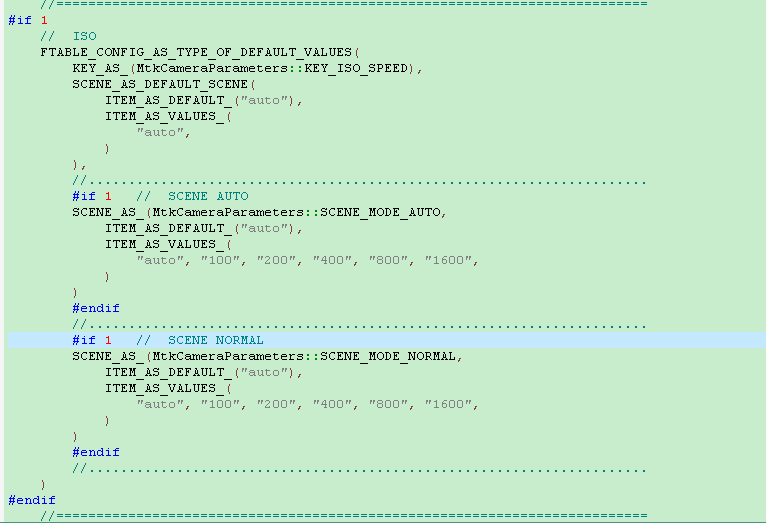 //==========================================================================
#if 1
//  ISO
FTABLE_CONFIG_AS_TYPE_OF_DEFAULT_VALUES(
KEY_AS_(MtkCameraParameters::KEY_ISO_SPEED),
SCENE_AS_DEFAULT_SCENE(
ITEM_AS_DEFAULT_("auto"),
ITEM_AS_VALUES_(
"auto",
)
),
//......................................................................
#if 1   //  SCENE AUTO
SCENE_AS_(MtkCameraParameters::SCENE_MODE_AUTO,
ITEM_AS_DEFAULT_("auto"),
ITEM_AS_VALUES_(
"auto", "100", "200", "400", "800", "1600",
)
)
#endif
//......................................................................
#if 1   //  SCENE NORMAL
SCENE_AS_(MtkCameraParameters::SCENE_MODE_NORMAL,
ITEM_AS_DEFAULT_("auto"),
ITEM_AS_VALUES_(
"auto", "100", "200", "400", "800", "1600",
)
)
#endif
//......................................................................
)
#endif
//==========================================================================